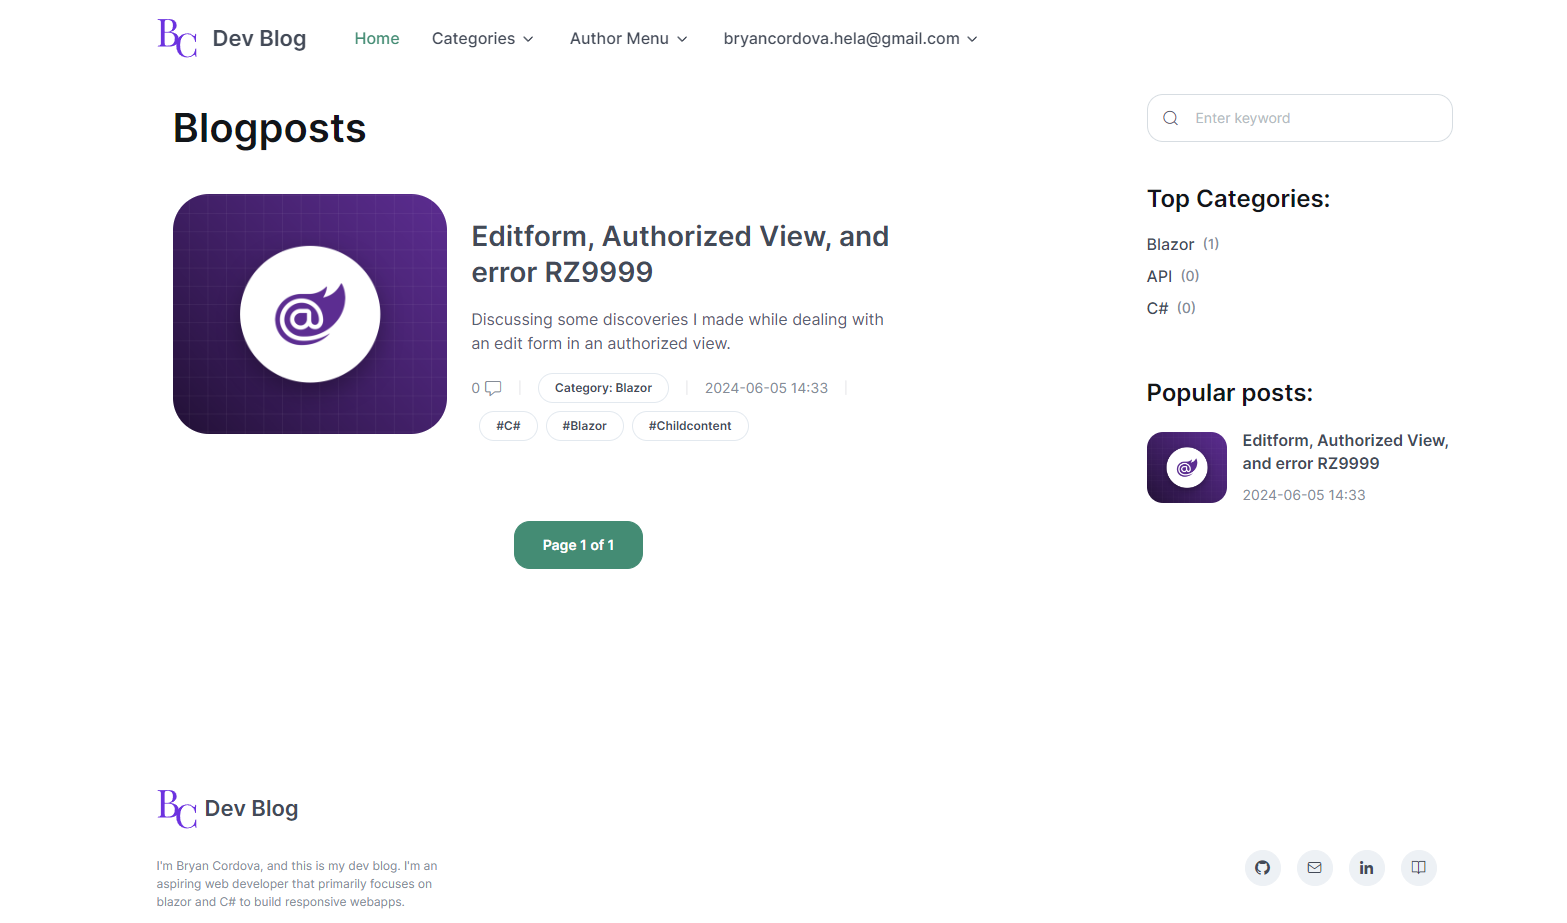 BC Dev Blog Home Categories Author Menu bryancordova.hela@gmail.com
Blogposts
Editform, Authorized View, and
error RZ9999
Discussing some discoveries I made while dealing with
an edit form in an authorized view.
0 Category: Blazor 2024-06-05 14:33
#C# #Blazor #Childcontent
Page 1 of 1
Enter keyword
Top Categories:
Blazor (1)
API (0)
C# (0)
Popular posts:
Editform, Authorized View,
and error RZ9999
2024-06-05 14:33
BC Dev Blog
I'm Bryan Cordova, and this is my dev blog. I'm an
aspiring web developer that primarily focuses on
blazor and C# to build responsive webapps.
in